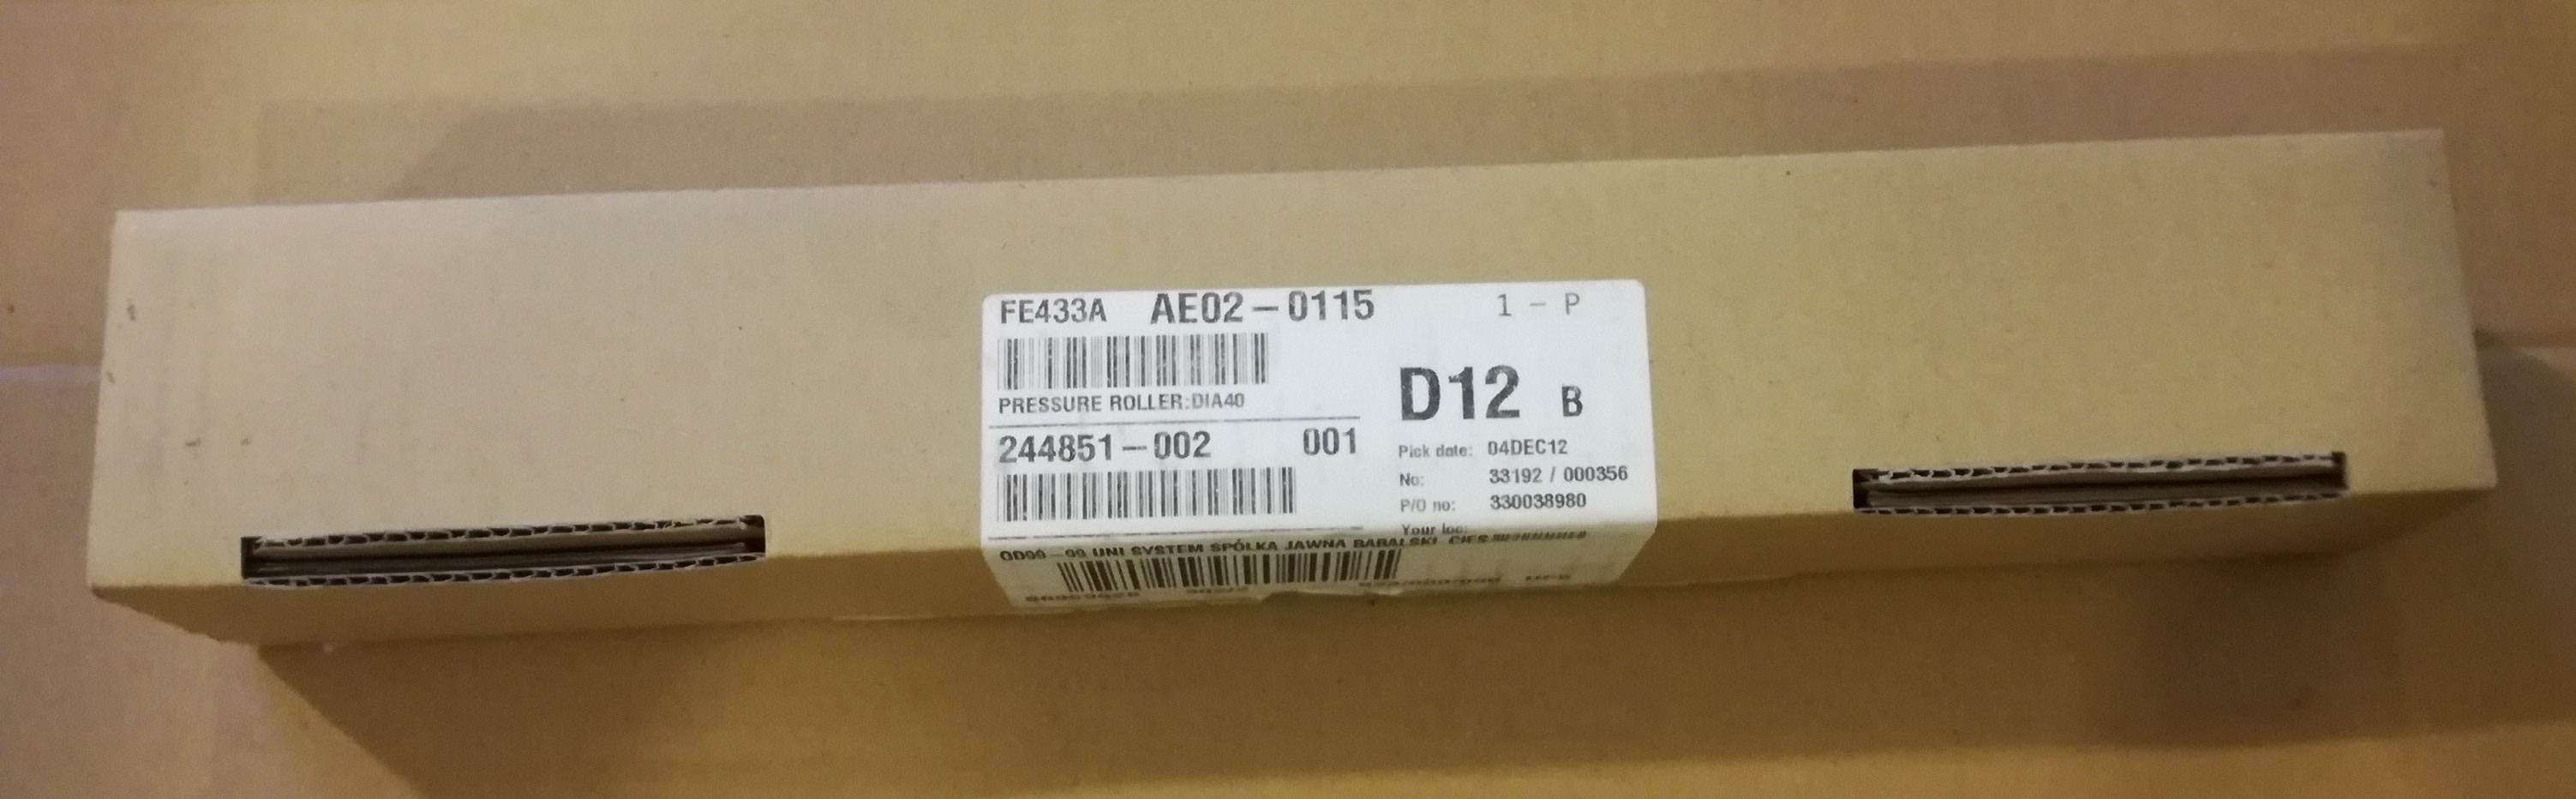 FE433A AE02-0115 1 - P
PRESSURE ROLLER:DIA40
D12 B
244851-002 001
Pick date: 04DEC12
No: 33192 / 000356
P/O no: 330038980
Your loc:
UNI SYSTEM SPÓLKA JAWNA BABALSKI